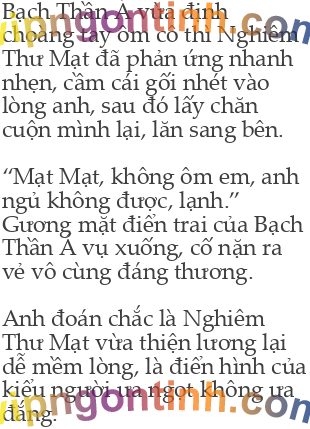 Bạch Thần Á vừa định
choàng tay ôm cô thì Nghiêm
Thư Mạt đã phản ứng nhanh
nhẹn, cầm cái gối nhét vào
lòng anh, sau đó lấy chăn
cuộn mình lại, lăn sang bên.
“Mạt Mạt, không ôm em, anh
ngủ không được, lạnh.”
Gương mặt điển trai của Bạch
Thần Á vụ xuống, cố nặn ra
vẻ vô cùng đáng thương.
Anh đoán chắc là Nghiêm
Thư Mạt vừa thiện lương lại
dễ mềm lòng, là điển hình của
kiểu người ưa ngọt không ưa
đắng.
vipngontinh.com
vipngontinh.com